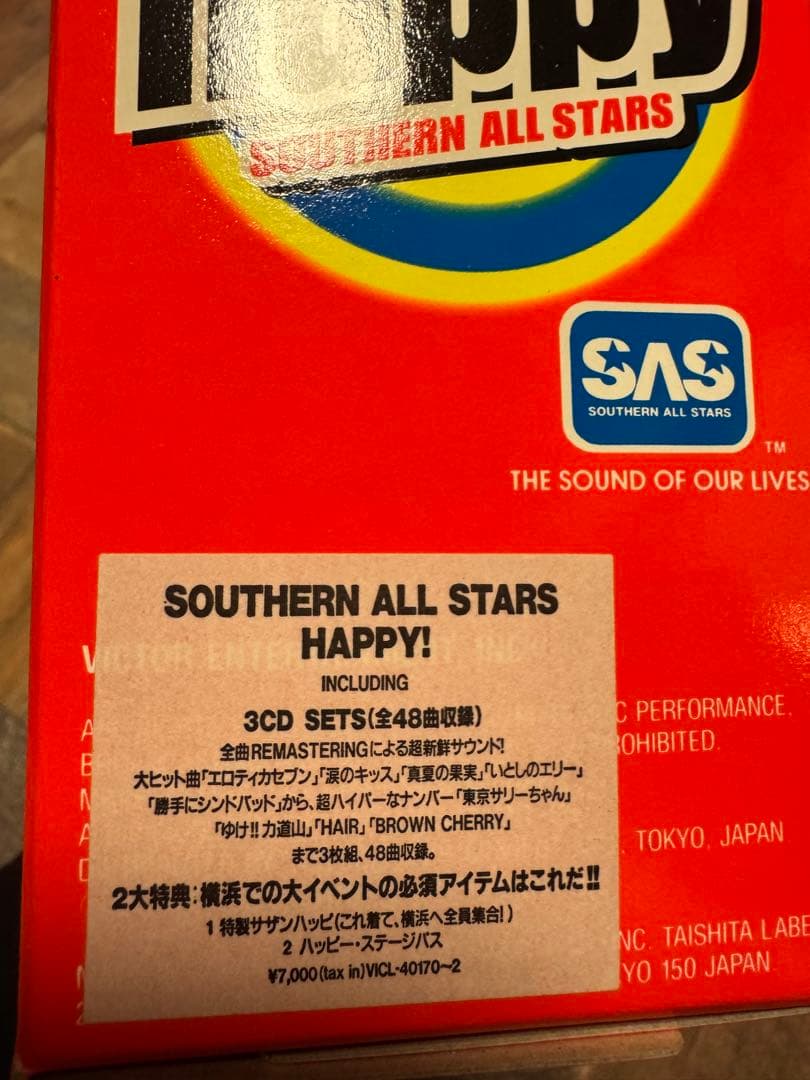 SOUTHERN ALL STARS
SAS
SOUTHERN ALL STARS
TM
THE SOUND OF OUR LIVES
SOUTHERN ALL STARS
HAPPY!
INCLUDING
3CD SETS(全48曲収録)
全曲REMASTERINGによる超新鮮サウンド!
大ヒット曲「エロティカセブン」「涙のキッス」「真夏の果実」「いとしのエリー」
「勝手にシンドバッド」から、超ハイパーなナンバー「東京サリーちゃん」
「ゆけ!!力道山」「HAIR」「BROWN CHERRY」
まで3枚組、48曲収録。
2大特典:横浜での大イベントの必須アイテムはこれだ!!
1 特製サザンハッピ(これ着て、横浜へ全員集合!)
2 ハッピー・ステージパス
¥7,000(tax in)VICL-40170~2
C PERFORMANCE.
ROHIBITED.
, TOKYO, JAPAN
NC. TAISHITA LABE
YO 150 JAPAN